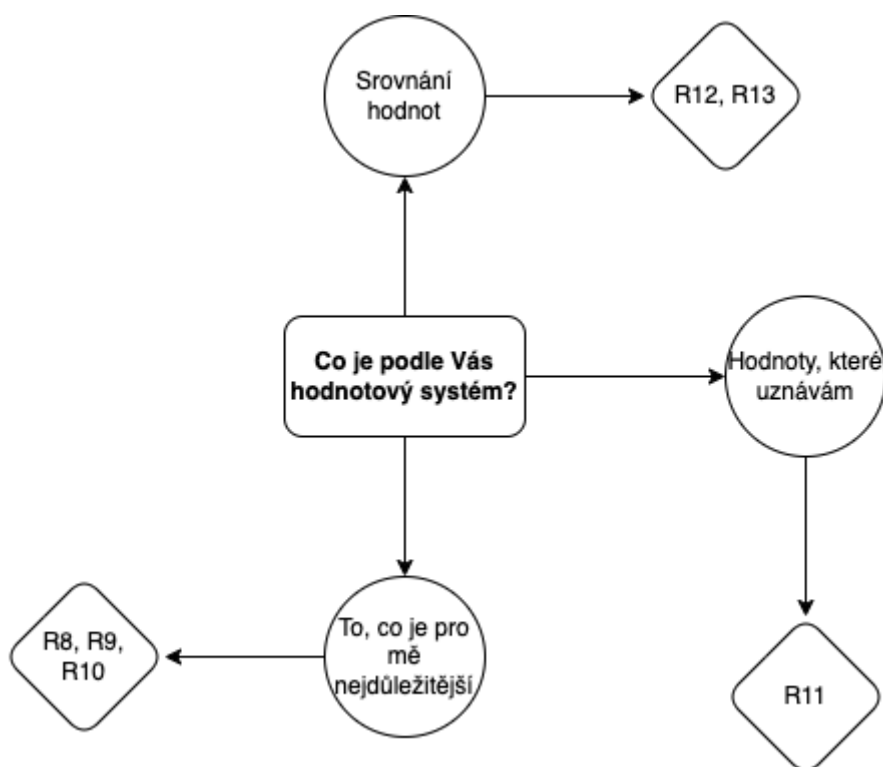 Srovnání
hodnot
R12, R13
Co je podle Vás
hodnotový systém?
Hodnoty, které
uznávám
To, co je pro
mě
nejdůležitější
R8, R9,
R10
R11